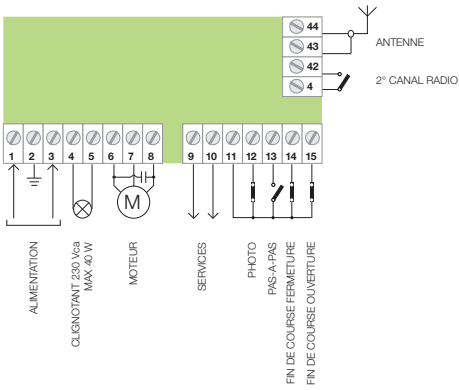 44
43
ANTENNE
42
4
2° CANAL RADIO
1 2 3 4 5 6 7 8 9 10 11 12 13 14 15
M
ALIMENTATION
CLIGNOTANT 230 Vca
MAX 40 W
MOTEUR
SERVICES
PHOTO
PAS-A-PAS
FIN DE COURSE FERMETURE
FIN DE COURSE OUVERTURE